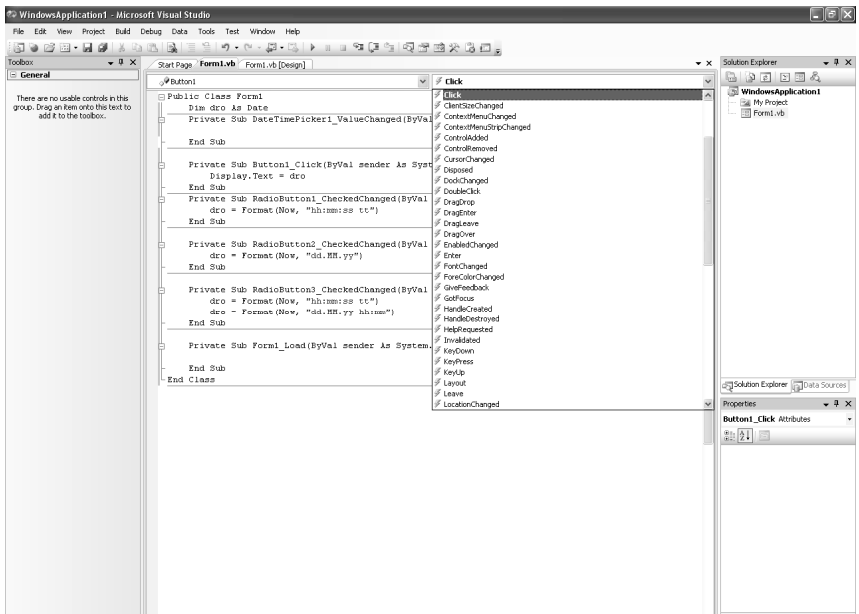 WindowsApplication1 - Microsoft Visual Studio
File Edit View Project Build Debug Data Tools Test Window Help
Toolbox
General
There are no usable controls in this
group. Drag an item onto this text to
add it to the toolbox.
Start Page Form1.vb Form1.vb [Design]
Button1
Click
Public Class Form1
Dim dro As Date
Private Sub DateTimePicker1_ValueChanged(ByVal
End Sub
Private Sub Button1_Click(ByVal sender As Syst
Display.Text = dro
End Sub
Private Sub RadioButton1_CheckedChanged(ByVal
dro = Format(Now, "hh:mm:ss tt")
End Sub
Private Sub RadioButton2_CheckedChanged(ByVal
dro = Format(Now, "dd.MM.yy")
End Sub
Private Sub RadioButton3_CheckedChanged(ByVal
dro = Format(Now, "hh:mm:ss tt")
dro = Format(Now, "dd.MM.yy hh:mm")
End Sub
Private Sub Form1_Load(ByVal sender As System.
End Sub
End Class
Click
ClientSizeChanged
ContextMenuChanged
ContextMenuStripChanged
ControlAdded
ControlRemoved
CursorChanged
Disposed
DockChanged
DoubleClick
DragDrop
DragEnter
DragLeave
DragOver
EnabledChanged
Enter
FontChanged
ForeColorChanged
GiveFeedback
GotFocus
HandleCreated
HandleDestroyed
HelpRequested
Invalidated
KeyDown
KeyPress
KeyUp
Layout
Leave
LocationChanged
Solution Explorer
WindowsApplication1
My Project
Form1.vb
Solution Explorer Data Sources
Properties
Button1_Click Attributes